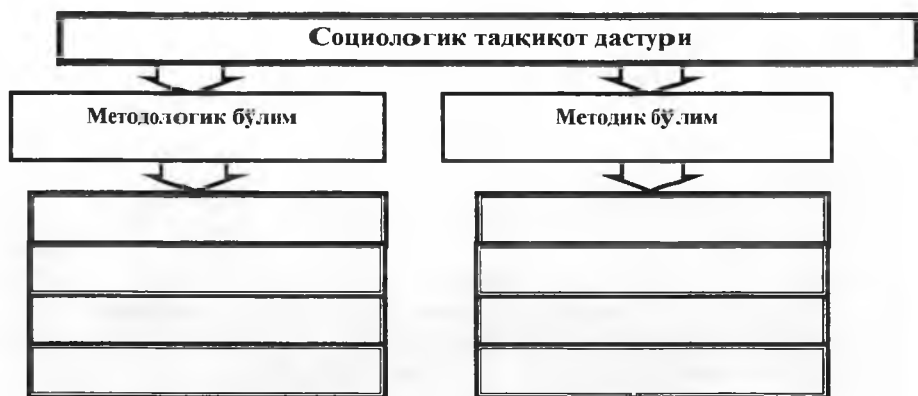 Социологик тадқиқот дастури
Методологик бўлим
Методик бўлим